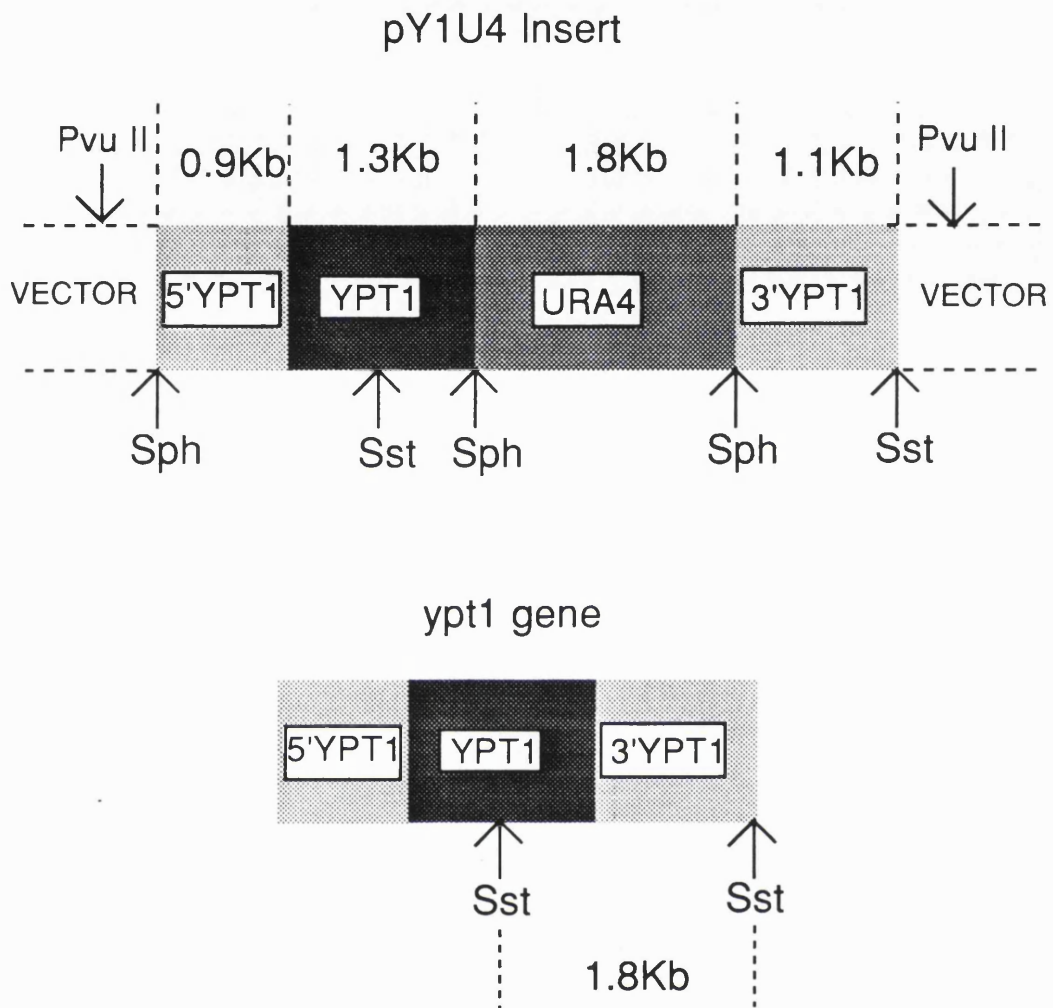 pY1U4 Insert
Pvu II 0.9Kb 1.3Kb 1.8Kb 1.1Kb Pvu II
VECTOR 5'YPT1 YPT1 URA4 3'YPT1 VECTOR
Sph Sst Sph Sph Sst
ypt1 gene
5'YPT1 YPT1 3'YPT1
Sst Sst
1.8Kb